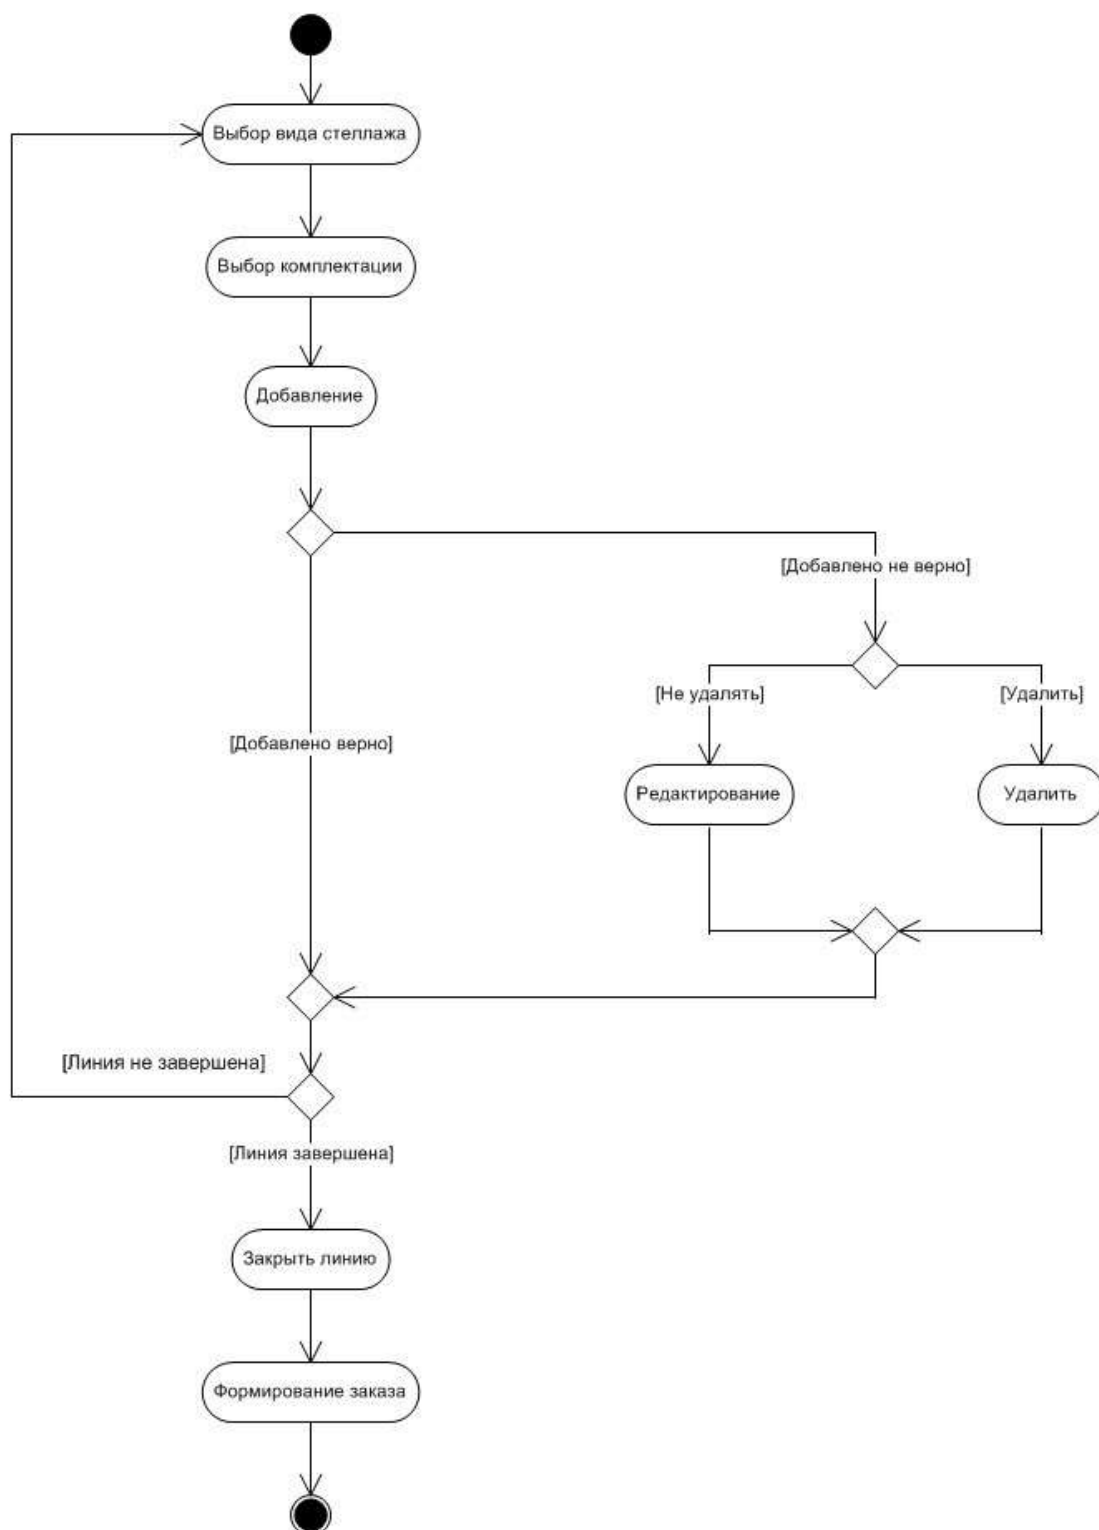 Выбор вида стеллажа
Выбор комплектации
Добавление
[Добавлено не верно]
[Не удалять]
[Удалить]
[Добавлено верно]
Редактирование
Удалить
[Линия не завершена]
[Линия завершена]
Закрыть линию
Формирование заказа